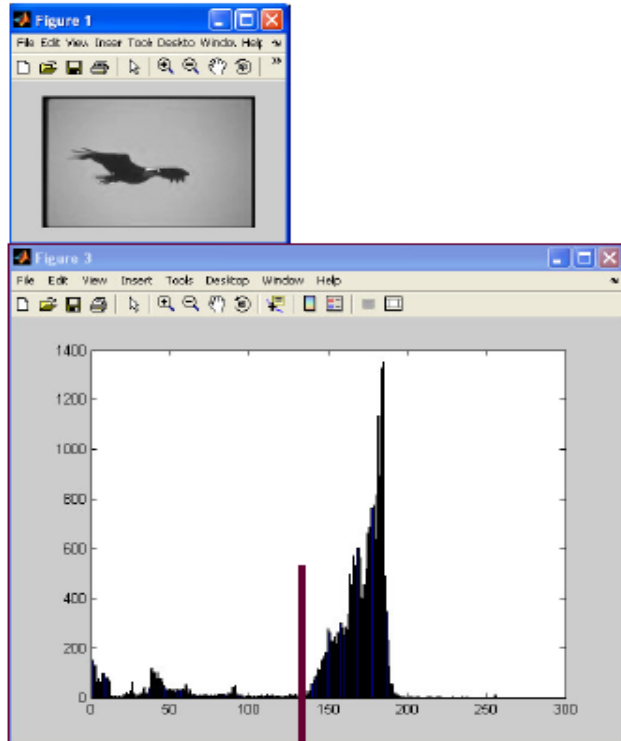 Figure 1
File Edit View Inser Tools Deskto Window Help
Figure 3
File Edit View Insert Tools Desktop Window Help
1400
1200
1000
800
600
400
200
0
0 50 100 150 200 250 300